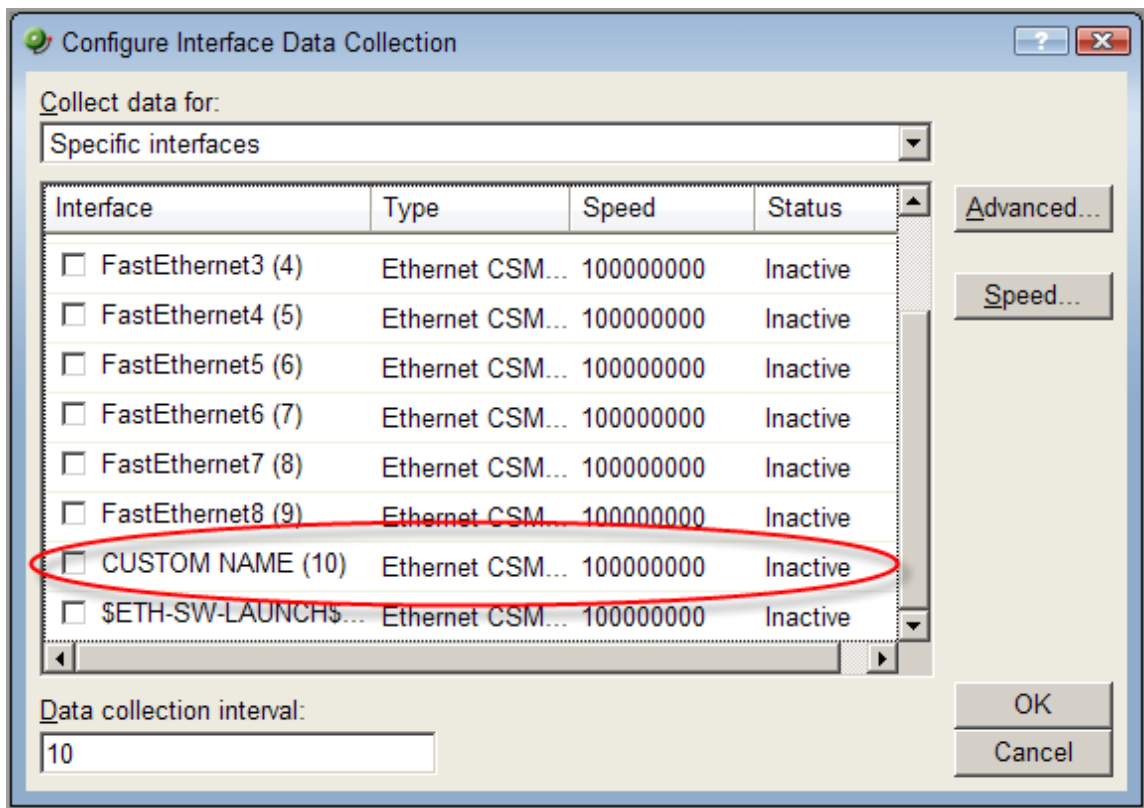 Configure Interface Data Collection
?
Collect data for:
Specific interfaces
Interface Type Speed Status
FastEthernet3 (4) Ethernet CSM... 100000000 Inactive
FastEthernet4 (5) Ethernet CSM... 100000000 Inactive
FastEthernet5 (6) Ethernet CSM... 100000000 Inactive
FastEthernet6 (7) Ethernet CSM... 100000000 Inactive
FastEthernet7 (8) Ethernet CSM... 100000000 Inactive
FastEthernet8 (9) Ethernet CSM... 100000000 Inactive
CUSTOM NAME (10) Ethernet CSM... 100000000 Inactive
$ETH-SW-LAUNCH$... Ethernet CSM... 100000000 Inactive
Advanced...
Speed...
Data collection interval:
10
OK
Cancel